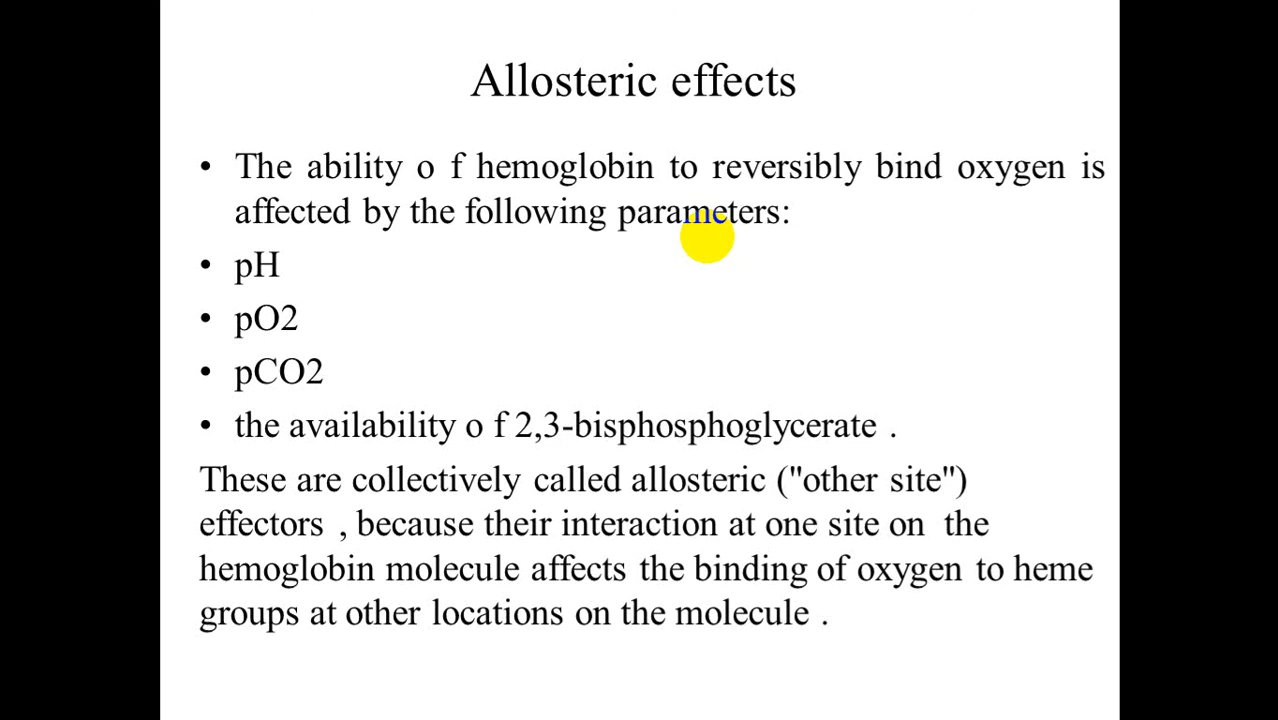 Allosteric effects
• The ability o f hemoglobin to reversibly bind oxygen is
affected by the following parameters:
• pH
• pO2
• pCO2
• the availability o f 2,3-bisphosphoglycerate .
These are collectively called allosteric ("other site")
effectors , because their interaction at one site on the
hemoglobin molecule affects the binding of oxygen to heme
groups at other locations on the molecule .